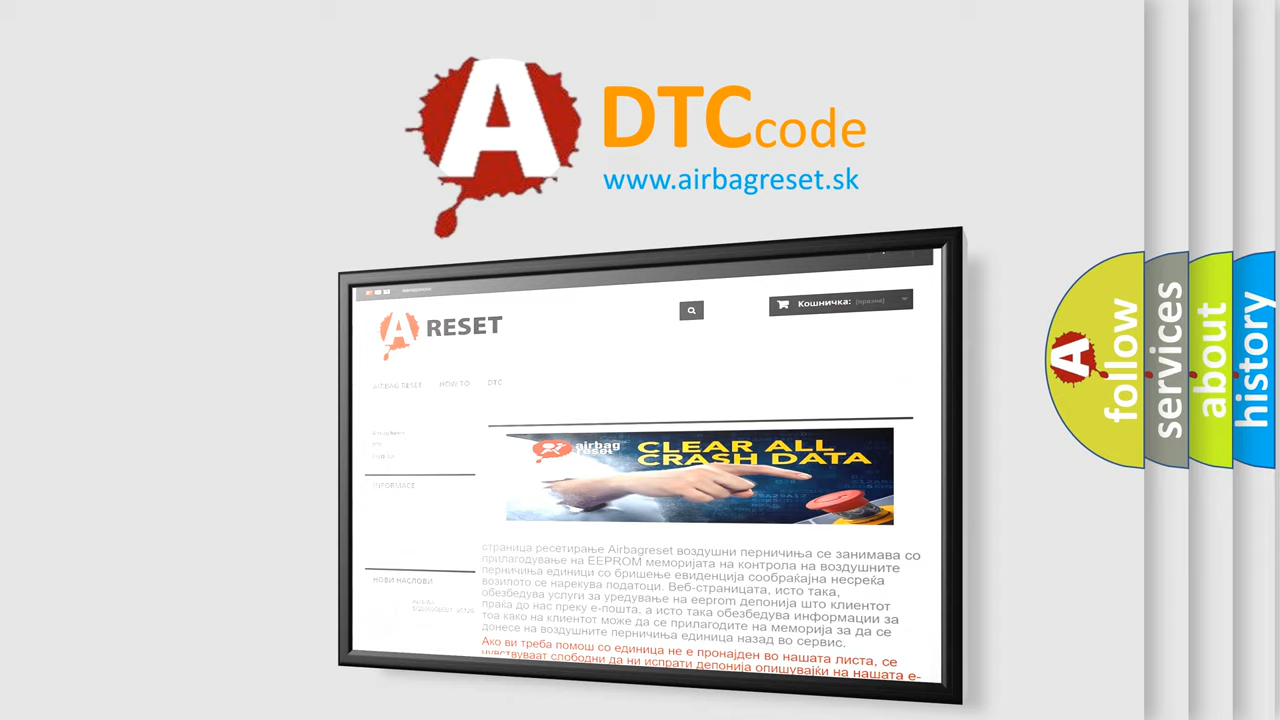 A
DTC code
www.airbagreset.sk
Кошничка: (празно)
A RESET
AIRBAG RESET HOW TO DTC
INFORMACE
НОВИ НАСЛОВИ
airbag
reset
CLEAR ALL
CRASH DATA
страница ресетирање Airbagreset воздушни перничиња се занимава со
прилагодување на EEPROM меморијата на контрола на воздушните
перничиња единици со бришење евиденција сообраќајна несреќа
возилото се нарекува податоци. Веб-страницата, исто така,
обезбедува услуги за уредување на eeprom депонија што клиентот
праќа до нас преку е-пошта, а исто така обезбедува информации за
тоа како на клиентот може да се прилагодите на меморија за да се
донесе на воздушните перничиња единица назад во сервис.
Ако ви треба помош со единица не е пронајден во нашата листа, се
чувствуваат слободни да ни испрати депонија опишувајќи на нашата е-
A
follow
services
about
history